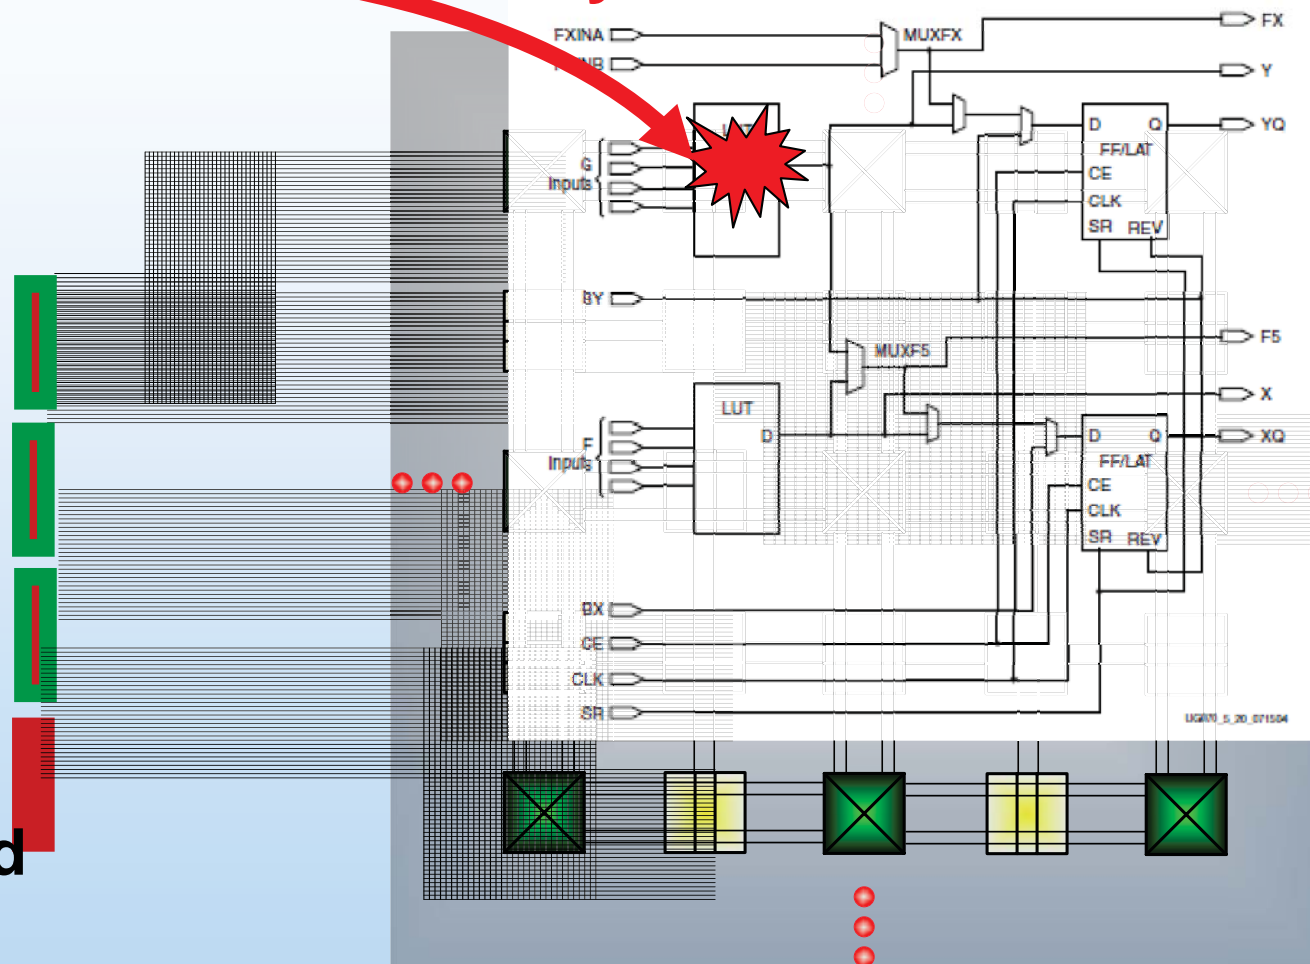 FX
FXINA
MUXFX
Y
D Q
YQ
FF/LAT
G
Inputs
CE
CLK
SR REV
BY
F5
MUXF5
X
LUT
D
D Q
XQ
F
Inputs
FF/LAT
CE
CLK
SR REV
BX
CE
CLK
SR
d